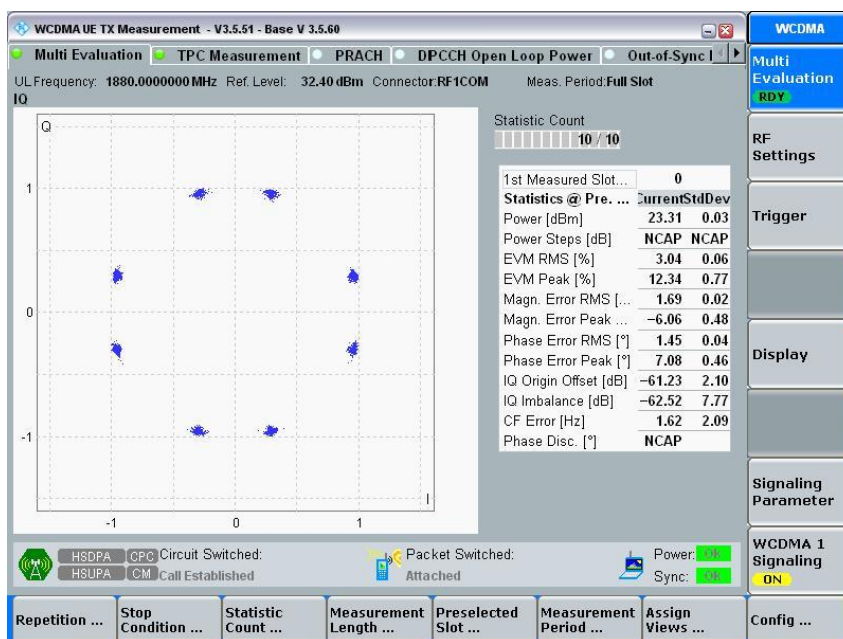 WCDMA UE TX Measurement - V3.5.51 - Base V 3.5.60
WCDMA
Multi Evaluation TPC Measurement PRACH DPCCH Open Loop Power Out-of-Sync
Multi
Evaluation
RDY
UL Frequency: 1880.0000000 MHz Ref. Level: 32.40 dBm Connector:RF1COM Meas. Period:Full Slot
IQ
Q
1
0
-1
-1 0 1
I
Statistic Count
10 / 10
1st Measured Slot... 0
Statistics @ Pre. ... Current StdDev
Power [dBm] 23.31 0.03
Power Steps [dB] NCAP NCAP
EVM RMS [%] 3.04 0.06
EVM Peak [%] 12.34 0.77
Magn. Error RMS [... 1.69 0.02
Magn. Error Peak ... -6.06 0.48
Phase Error RMS [°] 1.45 0.04
Phase Error Peak [°] 7.08 0.46
IQ Origin Offset [dB] -61.23 2.10
IQ Imbalance [dB] -62.52 7.77
CF Error [Hz] 1.62 2.09
Phase Disc. [°] NCAP
RF
Settings
Trigger
Display
Signaling
Parameter
WCDMA 1
Signaling
ON
HSDPA CPC Circuit Switched:
HSUPA CM Call Established
Packet Switched:
Attached
Power: OK
Sync: OK
Repetition ...
Stop
Condition ...
Statistic
Count ...
Measurement
Length ...
Preselected
Slot ...
Measurement
Period ...
Assign
Views ...
Config ...